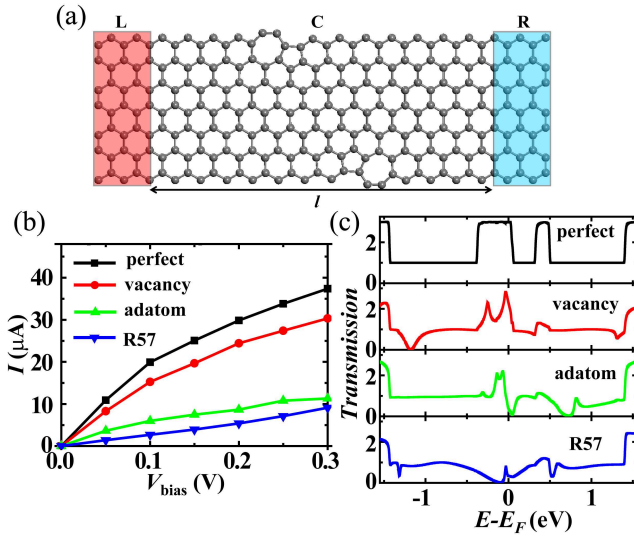 (a)
L C R
l
(b)
I (μA)
40
30
20
10
0
perfect
vacancy
adatom
R57
0.0 0.1 0.2 0.3
V_bias (V)
(c)
Transmission
2
0
perfect
2
0
vacancy
2
0
adatom
2
0
R57
-1 0 1
E-E_F (eV)